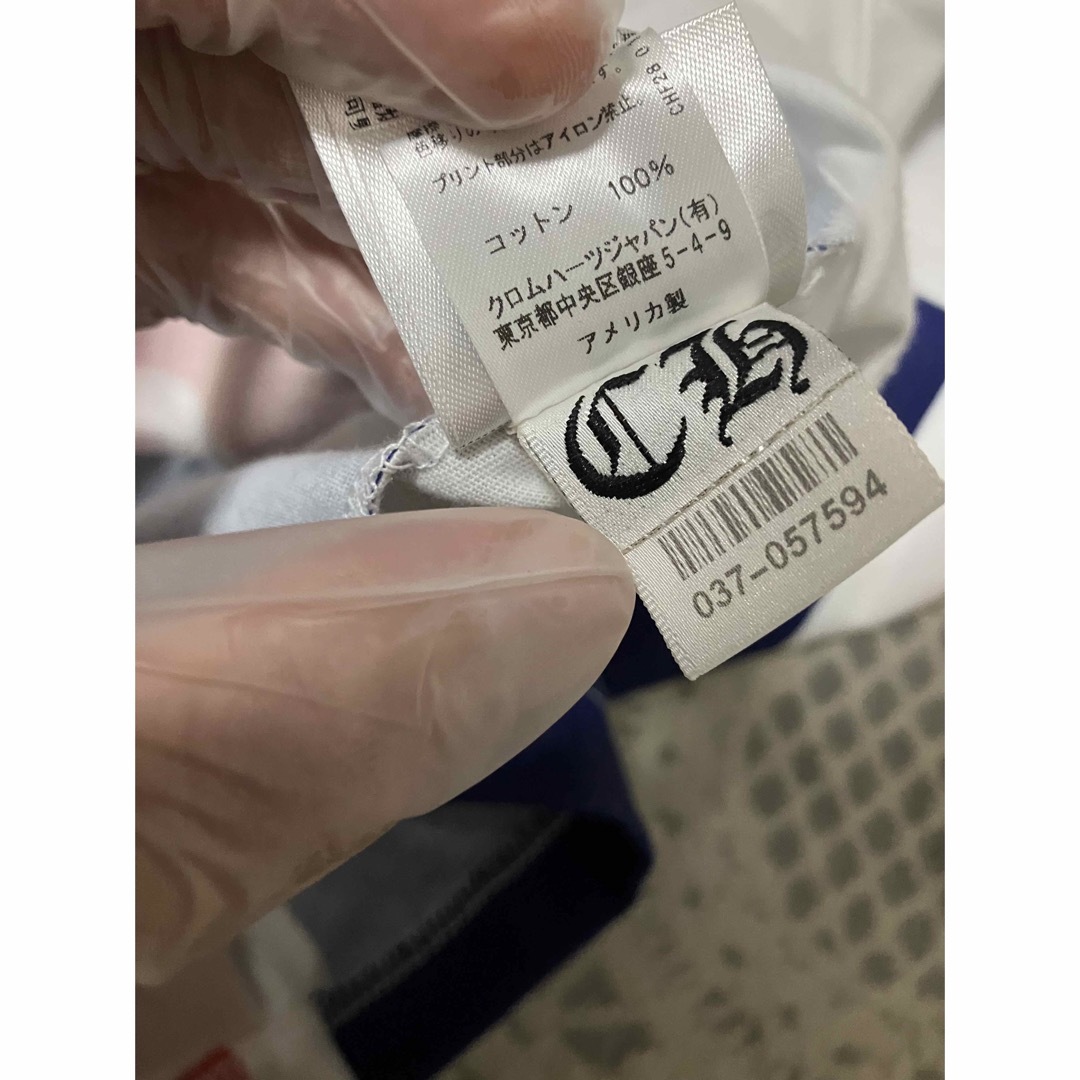 プリント部分はアイロン禁止
コットン 100%
クロムハーツジャパン(有)
東京都中央区銀座5-4-9
アメリカ製
CHF28
CH
037-057594